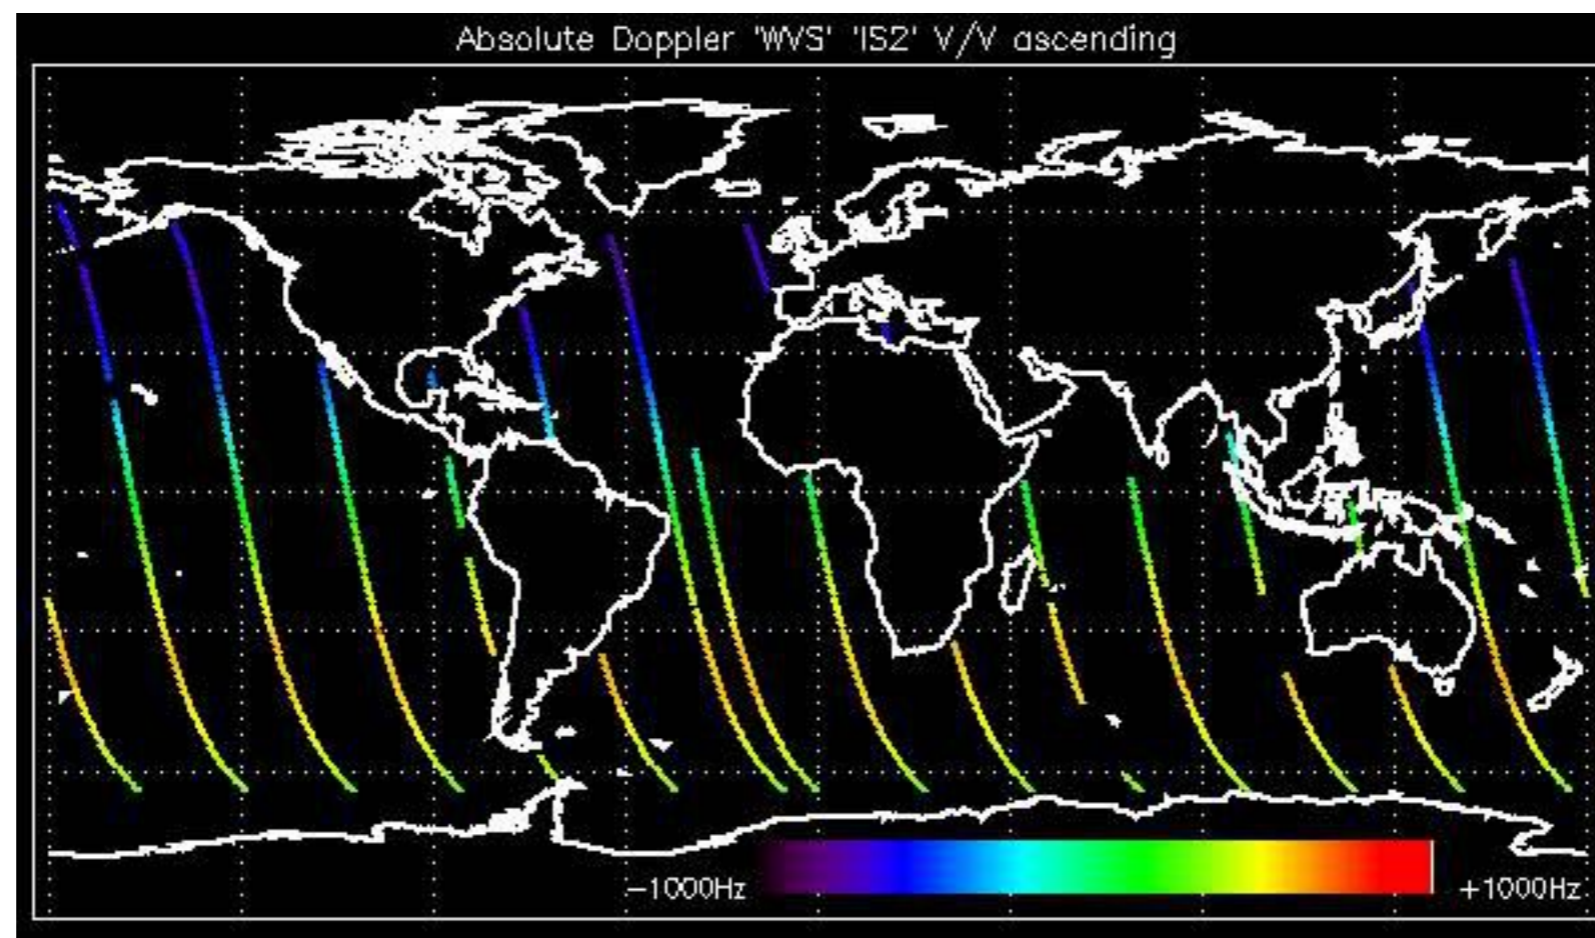 Absolute Doppler 'WVS' 'IS2' V/V ascending
−1000Hz +1000Hz